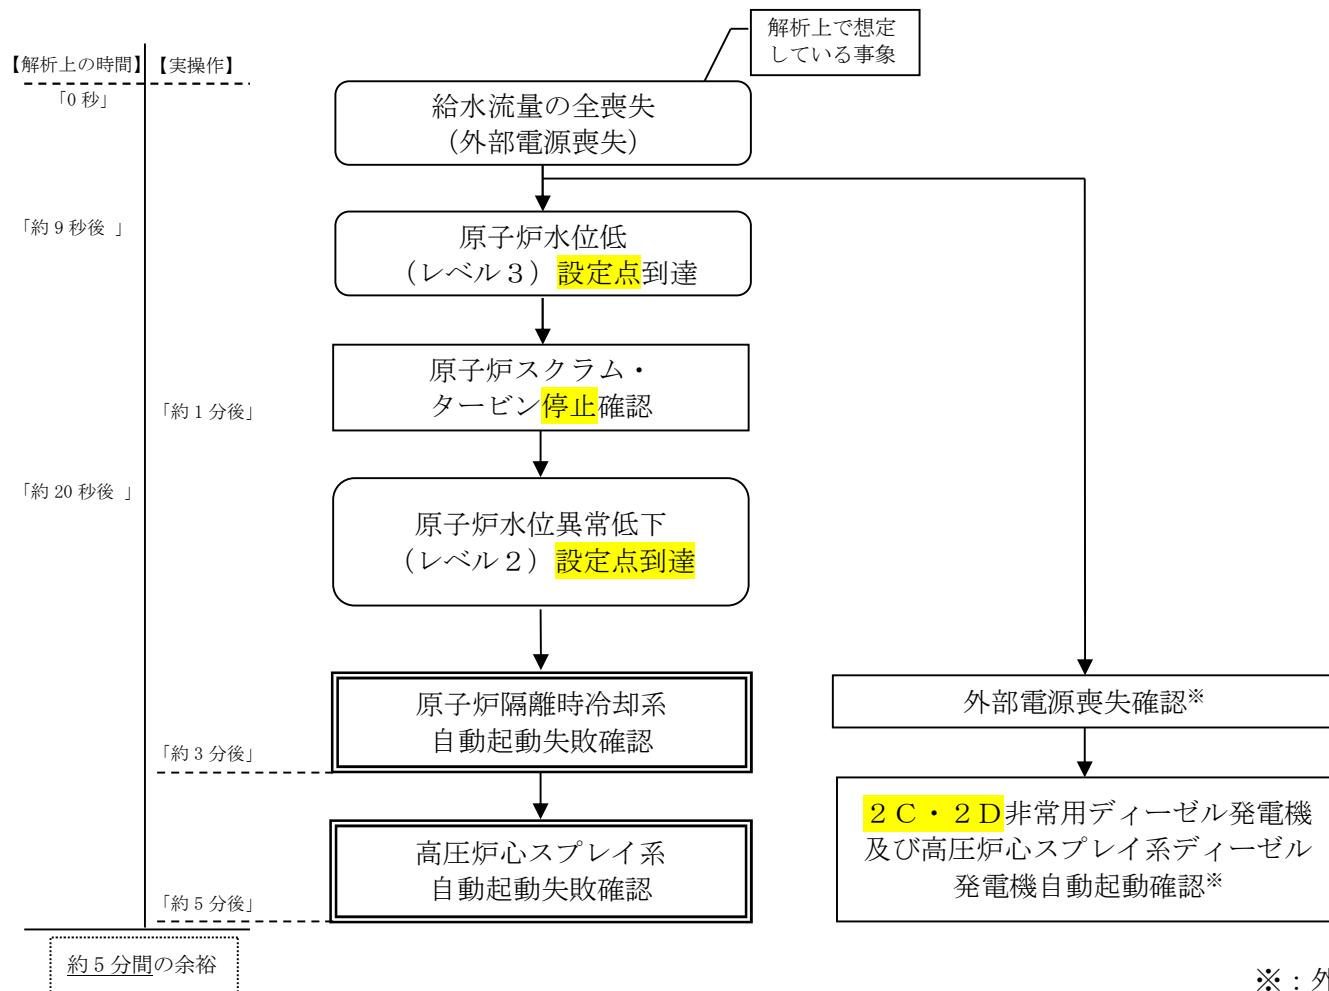 解析上で想定
している事象
【解析上の時間】【実操作】
「0 秒」
給水流量の全喪失
（外部電源喪失）
「約 9 秒後 」
原子炉水位低
（レベル３）設定点到達
原子炉スクラム・
タービン停止確認
「約 1 分後」
「約 20 秒後 」
原子炉水位異常低下
（レベル２）設定点到達
原子炉隔離時冷却系
自動起動失敗確認
「約 3 分後」
外部電源喪失確認※
高圧炉心スプレイ系
自動起動失敗確認
「約 5 分後」
２Ｃ・２Ｄ非常用ディーゼル発電機
及び高圧炉心スプレイ系ディーゼル
発電機自動起動確認※
約 5 分間の余裕
※：外